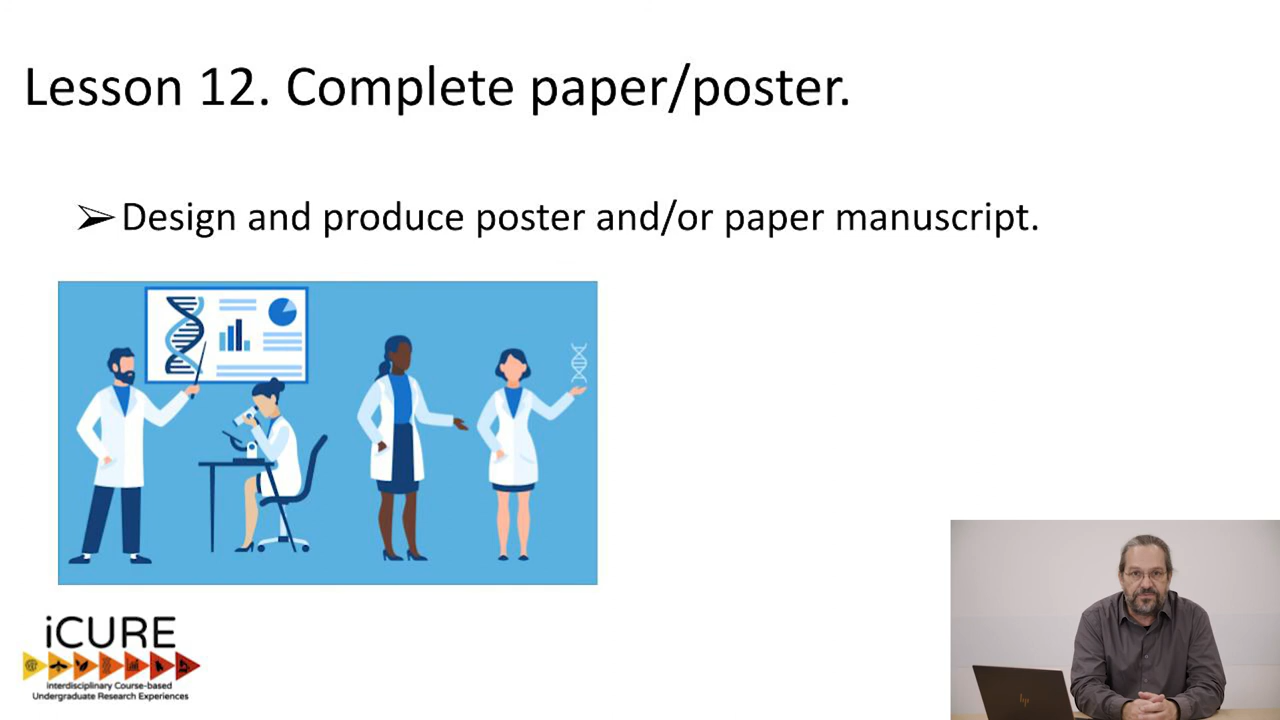 Lesson 12. Complete paper/poster.
➢ Design and produce poster and/or paper manuscript.
iCURE
interdisciplinary Course-based
Undergraduate Research Experiences
hp